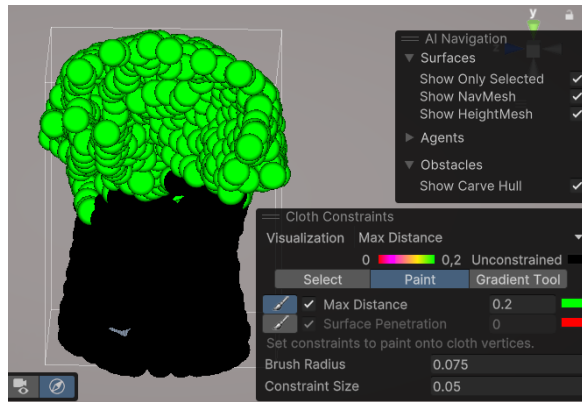 y
AI Navigation
Surfaces
Show Only Selected
Show NavMesh
Show HeightMesh
Agents
Obstacles
Show Carve Hull
Cloth Constraints
Visualization Max Distance
0 0,2 Unconstrained
Select Paint Gradient Tool
Max Distance 0.2
Surface Penetration 0
Set constraints to paint onto cloth vertices.
Brush Radius 0.075
Constraint Size 0.05